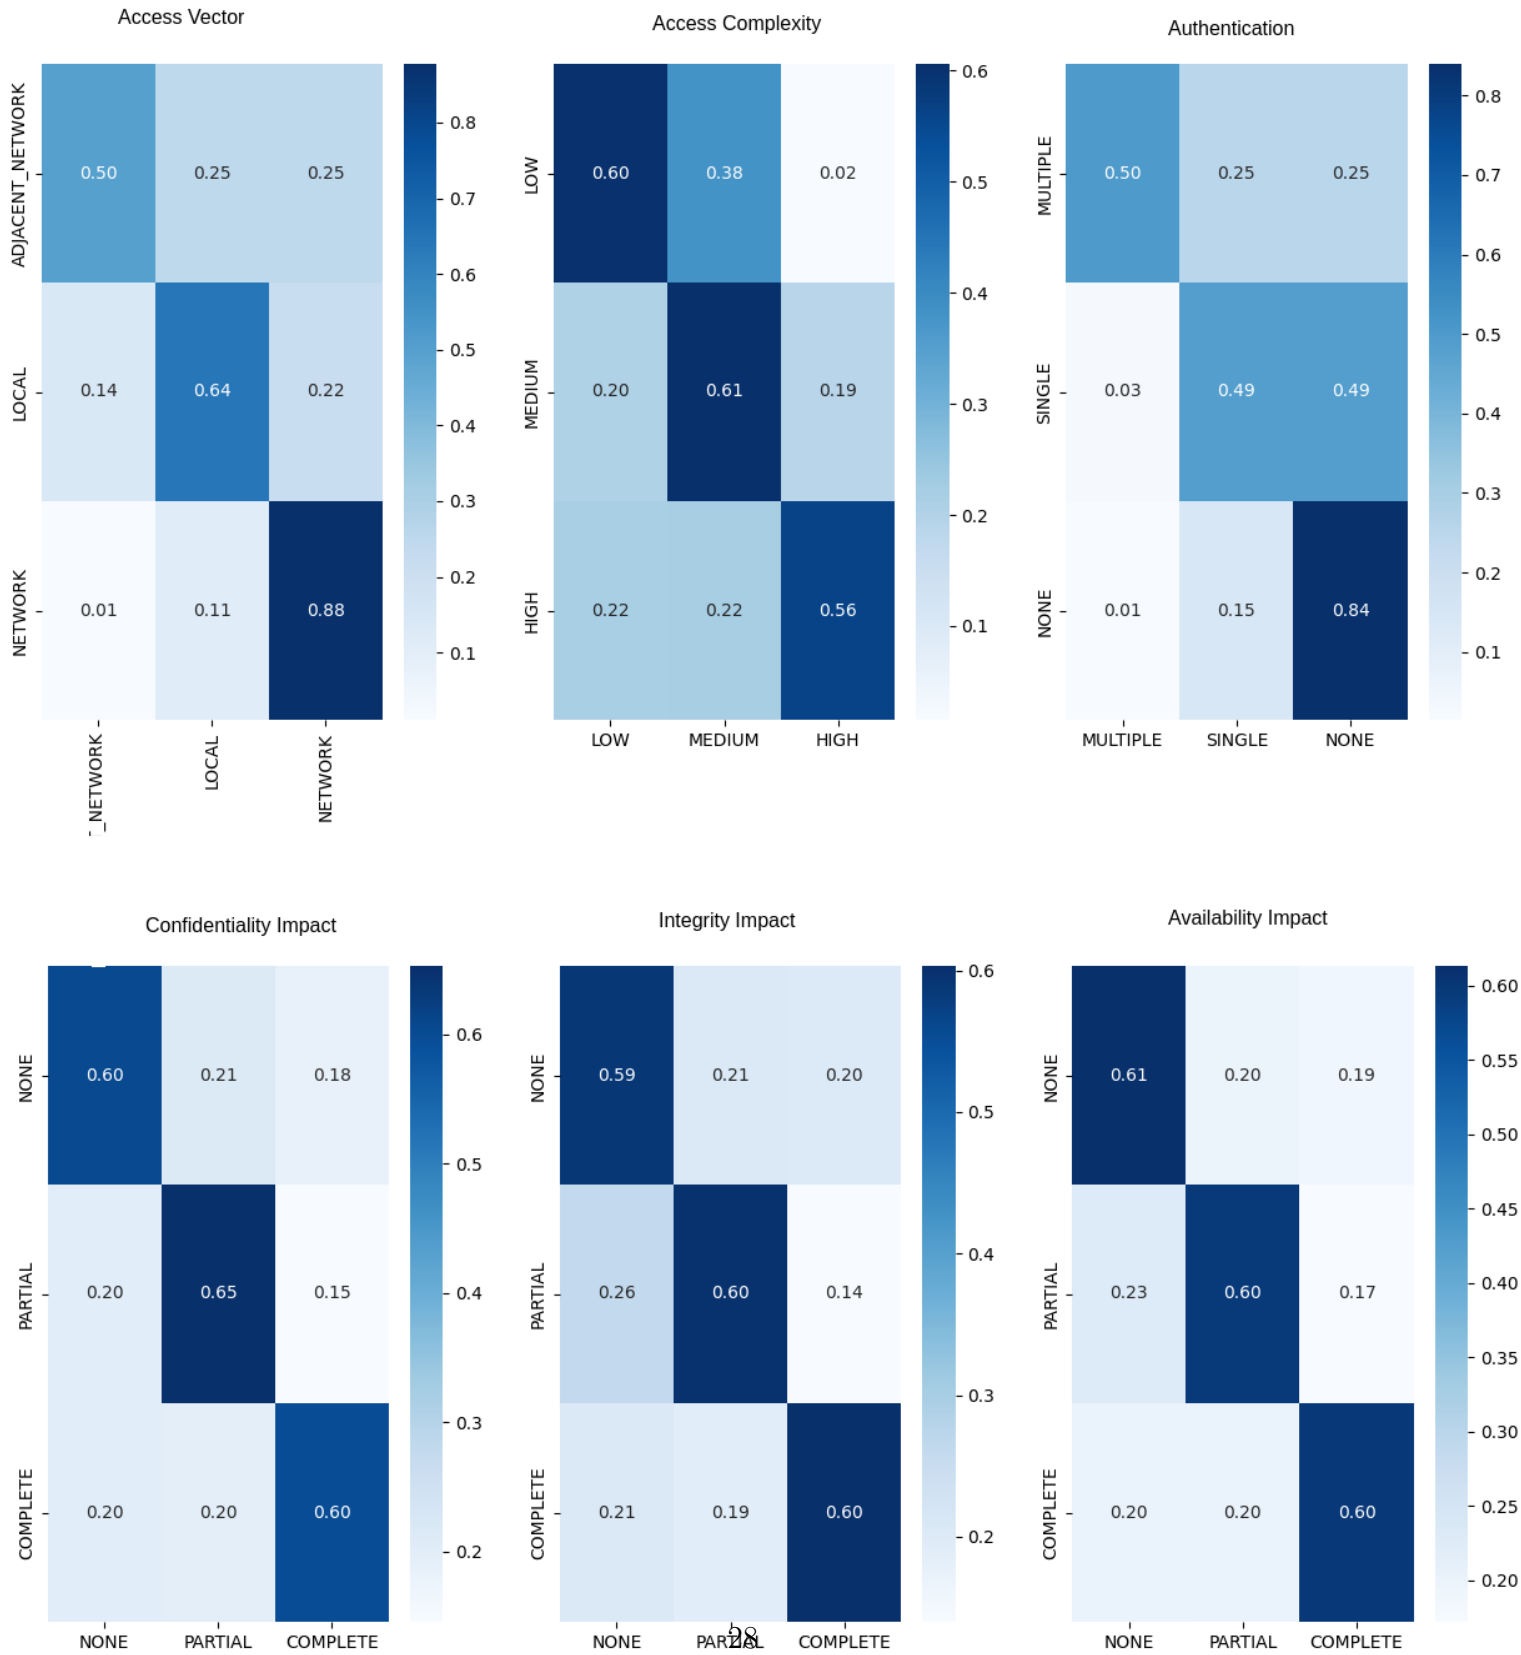 Access Vector
Access Complexity
Authentication
ADJACENT_NETWORK
0.50 0.25 0.25
LOCAL
0.14 0.64 0.22
NETWORK
0.01 0.11 0.88
T_NETWORK
LOCAL
NETWORK
0.8
0.7
0.6
0.5
0.4
0.3
0.2
0.1
LOW
0.60 0.38 0.02
MEDIUM
0.20 0.61 0.19
HIGH
0.22 0.22 0.56
LOW MEDIUM HIGH
0.6
0.5
0.4
0.3
0.2
0.1
MULTIPLE
0.50 0.25 0.25
SINGLE
0.03 0.49 0.49
NONE
0.01 0.15 0.84
MULTIPLE SINGLE NONE
0.8
0.7
0.6
0.5
0.4
0.3
0.2
0.1
Confidentiality Impact
Integrity Impact
Availability Impact
NONE
0.60 0.21 0.18
PARTIAL
0.20 0.65 0.15
COMPLETE
0.20 0.20 0.60
NONE PARTIAL COMPLETE
0.6
0.5
0.4
0.3
0.2
NONE
0.59 0.21 0.20
PARTIAL
0.26 0.60 0.14
COMPLETE
0.21 0.19 0.60
NONE PARTIAL COMPLETE
0.6
0.5
0.4
0.3
0.2
NONE
0.61 0.20 0.19
PARTIAL
0.23 0.60 0.17
COMPLETE
0.20 0.20 0.60
NONE PARTIAL COMPLETE
0.60
0.55
0.50
0.45
0.40
0.35
0.30
0.25
0.20
28